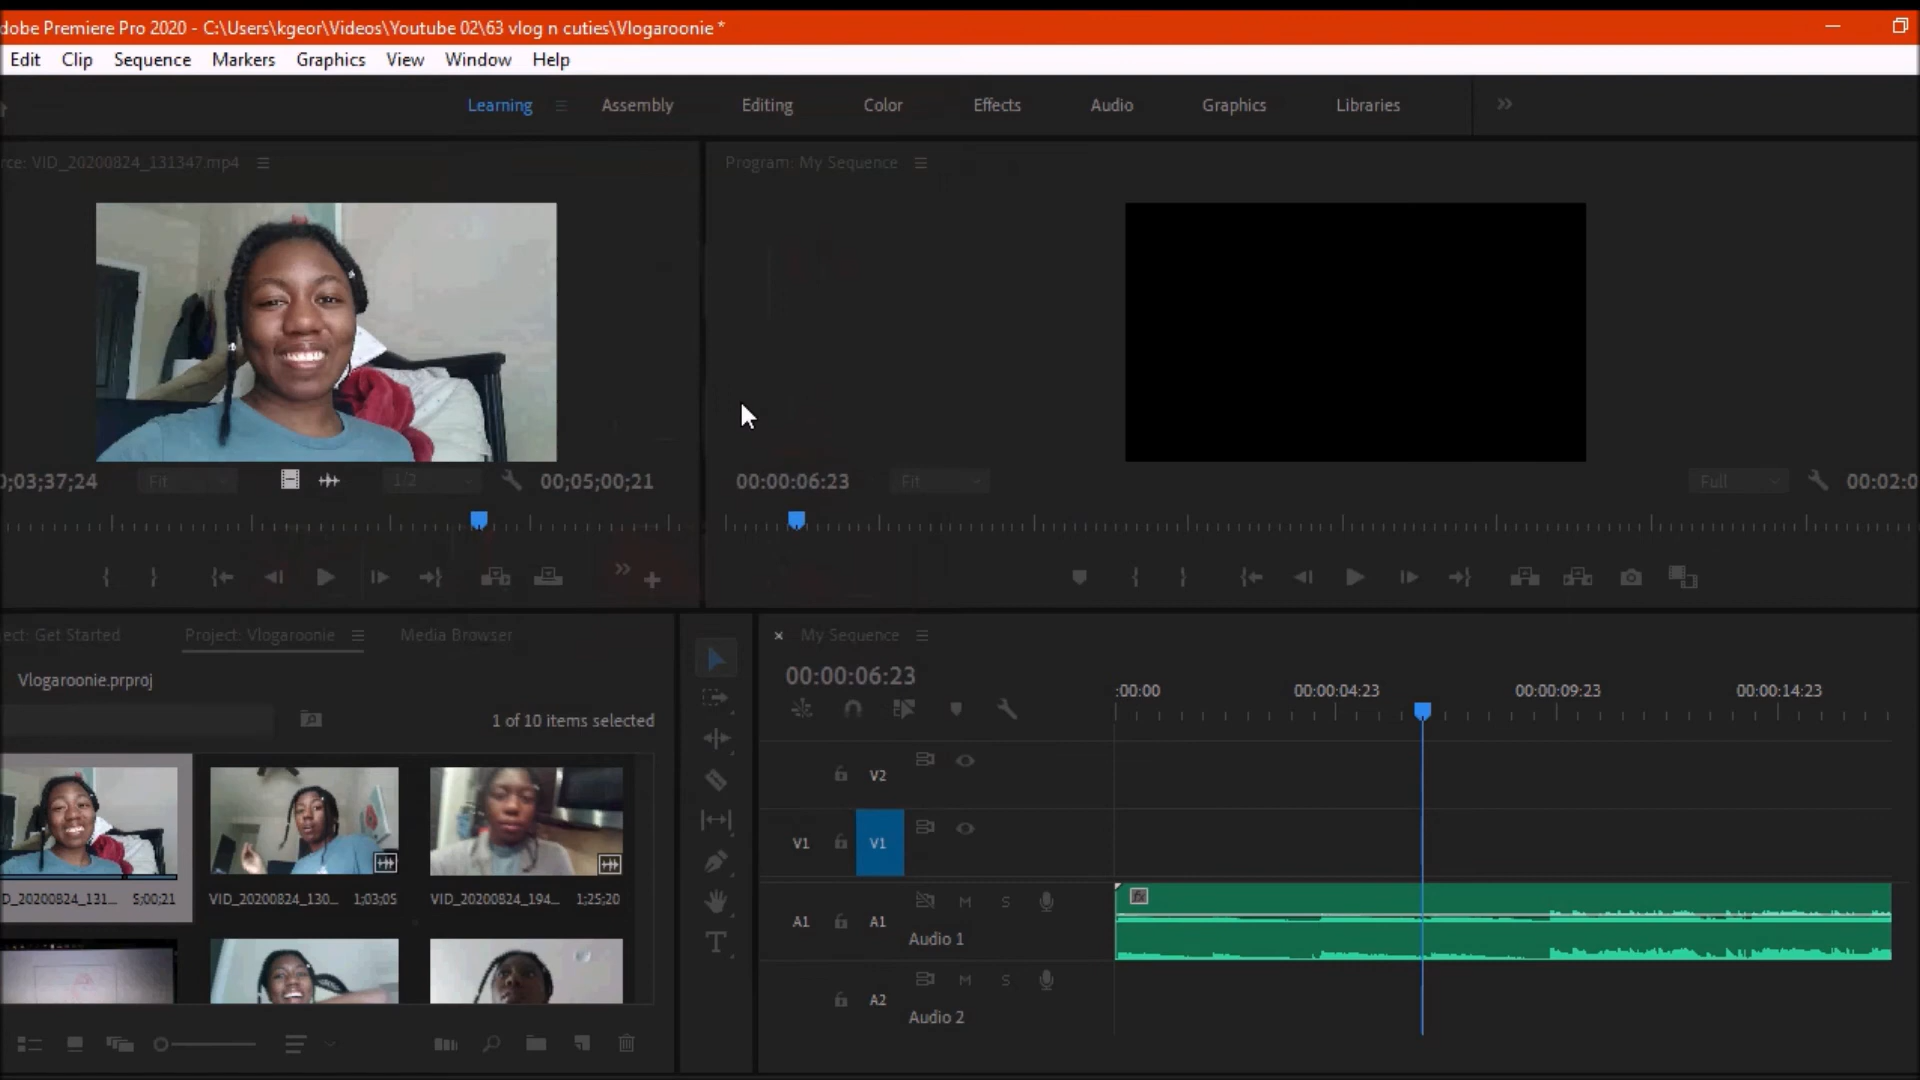 dobe Premiere Pro 2020 - C:\Users\kgeor\Videos\Youtube 02\63 vlog n cuties\Vlogaroonie *
Edit Clip Sequence Markers Graphics View Window Help
Learning Assembly Editing Color Effects Audio Graphics Libraries
rce: VID_20200824_131347.mp4
Program: My Sequence
0;03;37;24 Fit 1/2 00;05;00;21
00:00:06:23 Fit Full 00:02:0
ect: Get Started Project: Vlogaroonie Media Browser
Vlogaroonie.prproj
1 of 10 items selected
D_20200824_131... 5;00;21
VID_20200824_130... 1;03;05
VID_20200824_194... 1;25;20
My Sequence
00:00:06:23
:00:00 00:00:04:23 00:00:09:23 00:00:14:23
V2
V1 V1
fx
A1 A1 M S
Audio 1
A2 M S
Audio 2